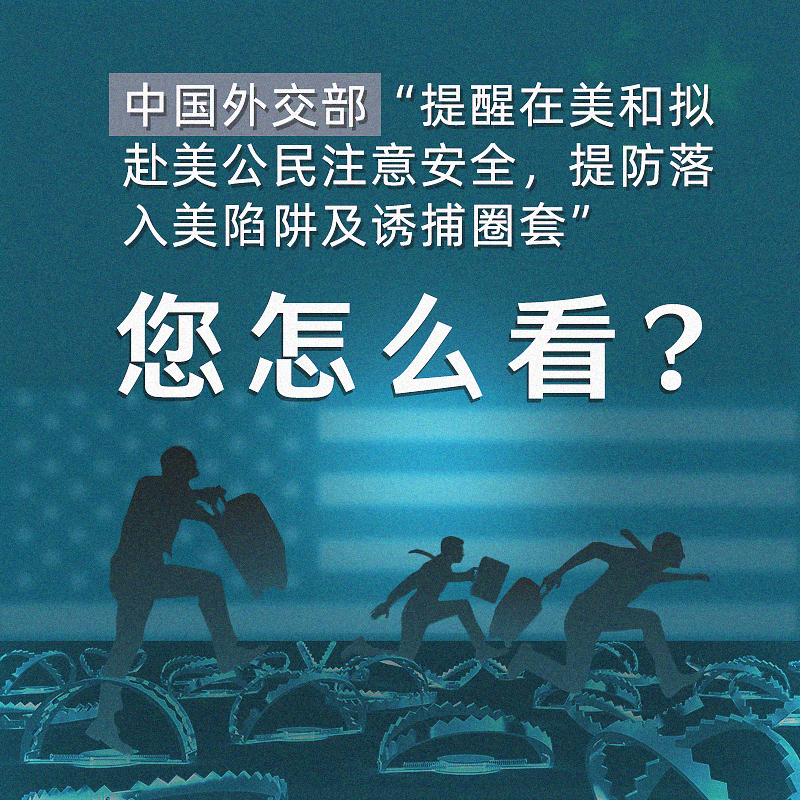 中国外交部“提醒在美和拟
赴美公民注意安全，提防落
入美陷阱及诱捕圈套”
您怎么看？